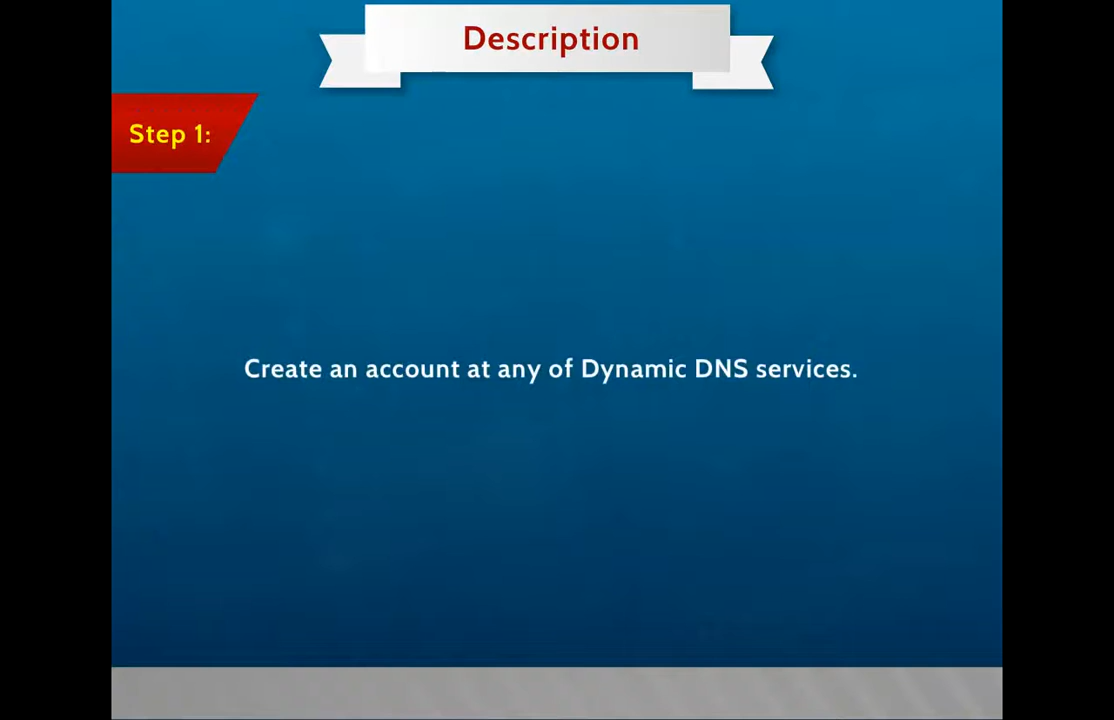 Description
Step 1:
Create an account at any of Dynamic DNS services.